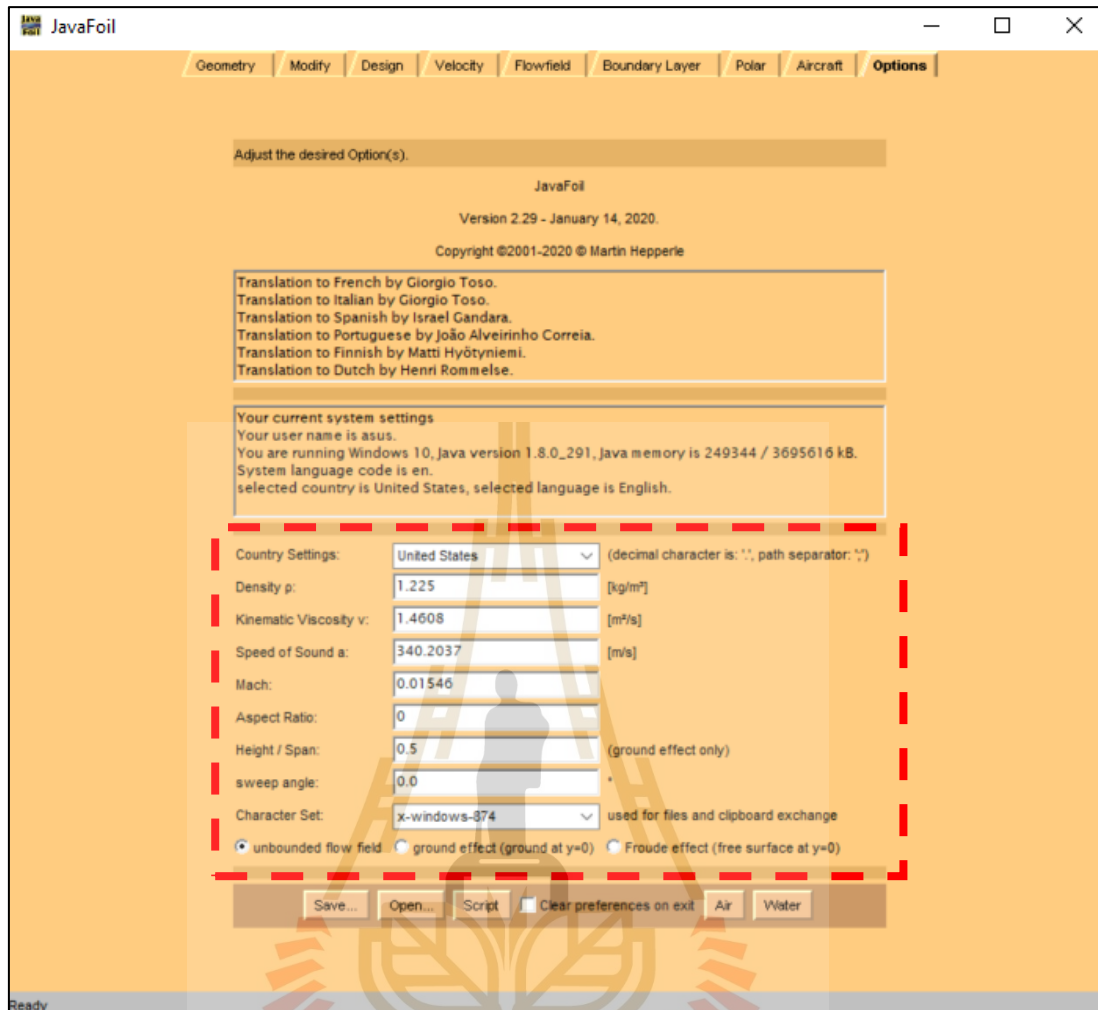 JavaFoil
Geometry Modify Design Velocity Flowfield Boundary Layer Polar Aircraft Options
Adjust the desired Option(s).
JavaFoil
Version 2.29 - January 14, 2020.
Copyright ©2001-2020 © Martin Hepperle
Translation to French by Giorgio Toso.
Translation to Italian by Giorgio Toso.
Translation to Spanish by Israel Gandara.
Translation to Portuguese by João Alveirinho Correia.
Translation to Finnish by Matti Hyötyniemi.
Translation to Dutch by Henri Rommelse.
Your current system settings
Your user name is asus.
You are running Windows 10, Java version 1.8.0_291, Java memory is 249344 / 3695616 kB.
System language code is en.
selected country is United States, selected language is English.
Country Settings: United States (decimal character is: '.', path separator: ';')
Density ρ: 1.225 [kg/m³]
Kinematic Viscosity ν: 1.4608 [m²/s]
Speed of Sound a: 340.2037 [m/s]
Mach: 0.01546
Aspect Ratio: 0
Height / Span: 0.5 (ground effect only)
sweep angle: 0.0 °
Character Set: x-windows-874 used for files and clipboard exchange
unbounded flow field ground effect (ground at y=0) Froude effect (free surface at y=0)
Save... Open... Script Clear preferences on exit Air Water
Ready